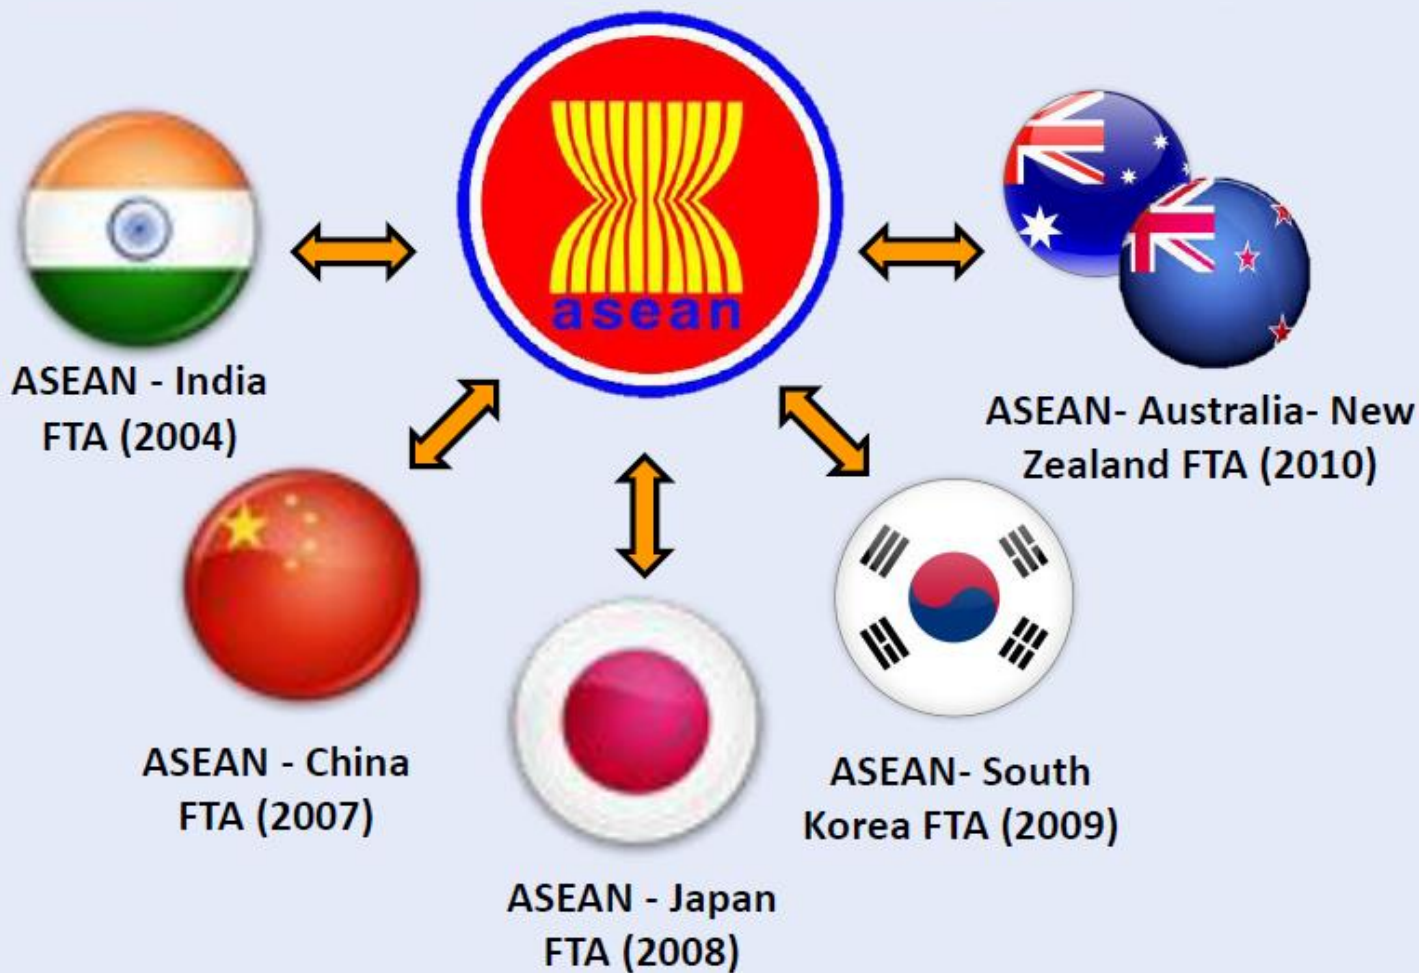 asean
ASEAN - India
FTA (2004)
ASEAN- Australia- New
Zealand FTA (2010)
ASEAN - China
FTA (2007)
ASEAN- South
Korea FTA (2009)
ASEAN - Japan
FTA (2008)